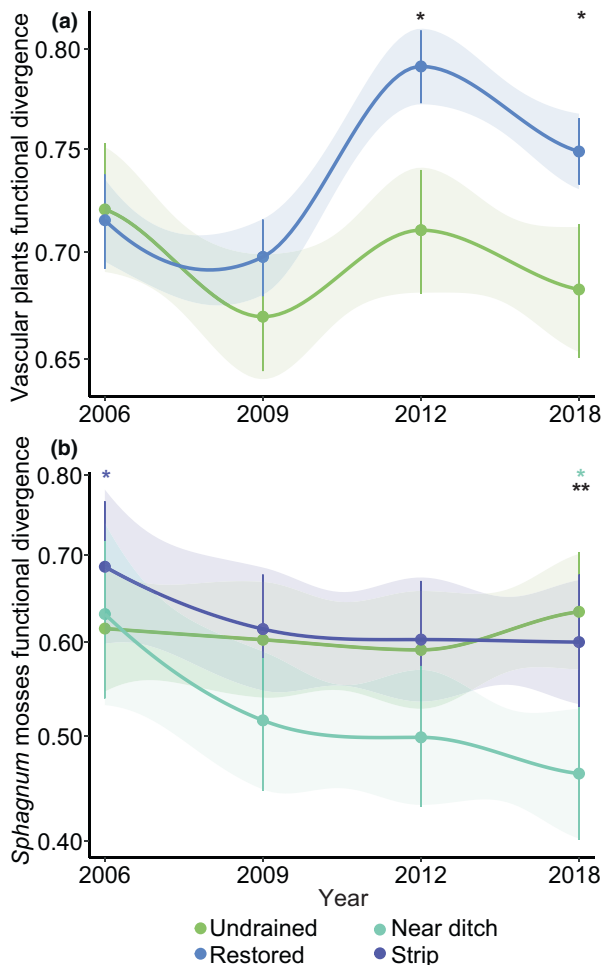 (a)
* *
Vascular plants functional divergence
0.80
0.75
0.70
0.65
2006 2009 2012 2018
(b)
* *
**
Sphagnum mosses functional divergence
0.80
0.70
0.60
0.50
0.40
2006 2009 2012 2018
Year
Undrained Near ditch
Restored Strip